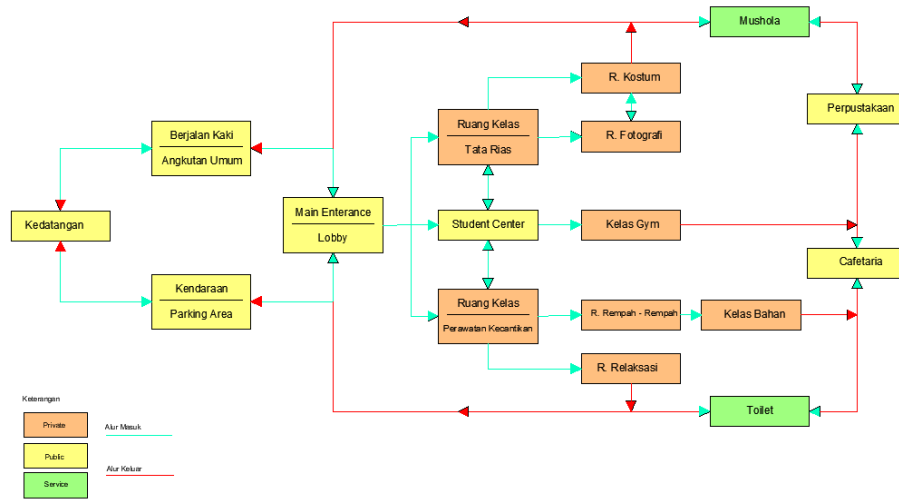 Mushola
R. Kostum
Perpustakaan
Berjalan Kaki
Angkutan Umum
Ruang Kelas
Tata Rias
R. Fotografi
Kedatangan
Main Enterance
Lobby
Student Center
Kelas Gym
Cafetaria
Kendaraan
Parking Area
Ruang Kelas
Perawatan Kecantikan
R. Rempah - Rempah
Kelas Bahan
R. Relaksasi
Toilet
Keterangan
Private
Alur Masuk
Public
Alur Keluar
Service